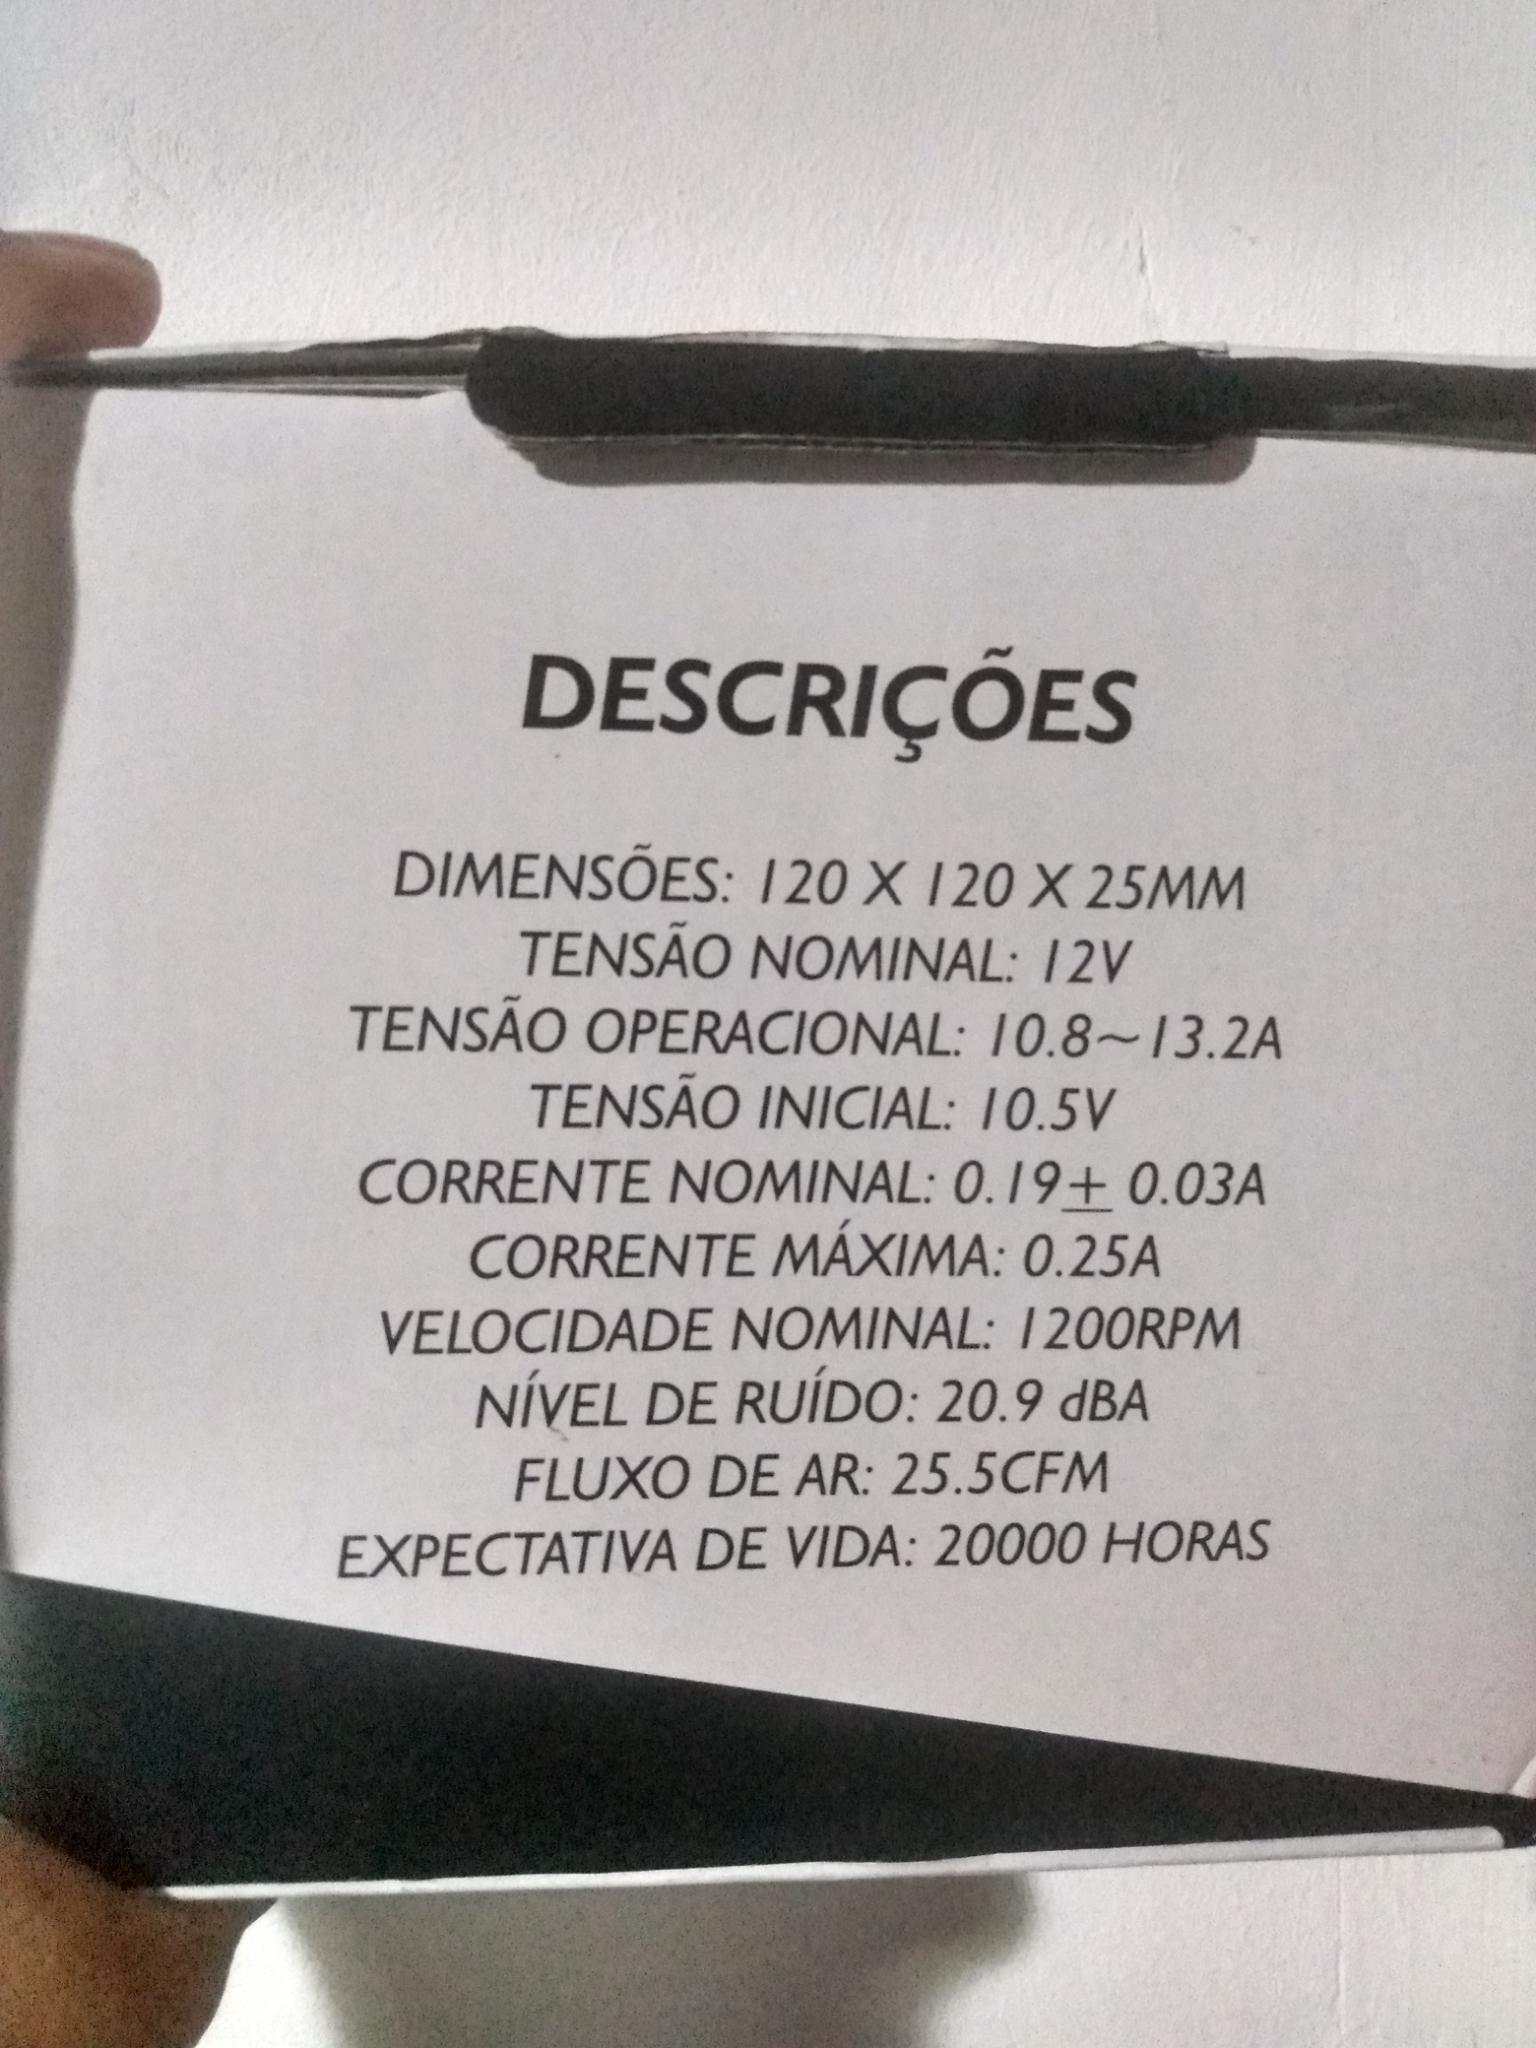 DESCRIÇÕES
DIMENSÕES: 120 X 120 X 25MM
TENSÃO NOMINAL: 12V
TENSÃO OPERACIONAL: 10.8~13.2A
TENSÃO INICIAL: 10.5V
CORRENTE NOMINAL: 0.19± 0.03A
CORRENTE MÁXIMA: 0.25A
VELOCIDADE NOMINAL: 1200RPM
NÍVEL DE RUÍDO: 20.9 dBA
FLUXO DE AR: 25.5CFM
EXPECTATIVA DE VIDA: 20000 HORAS